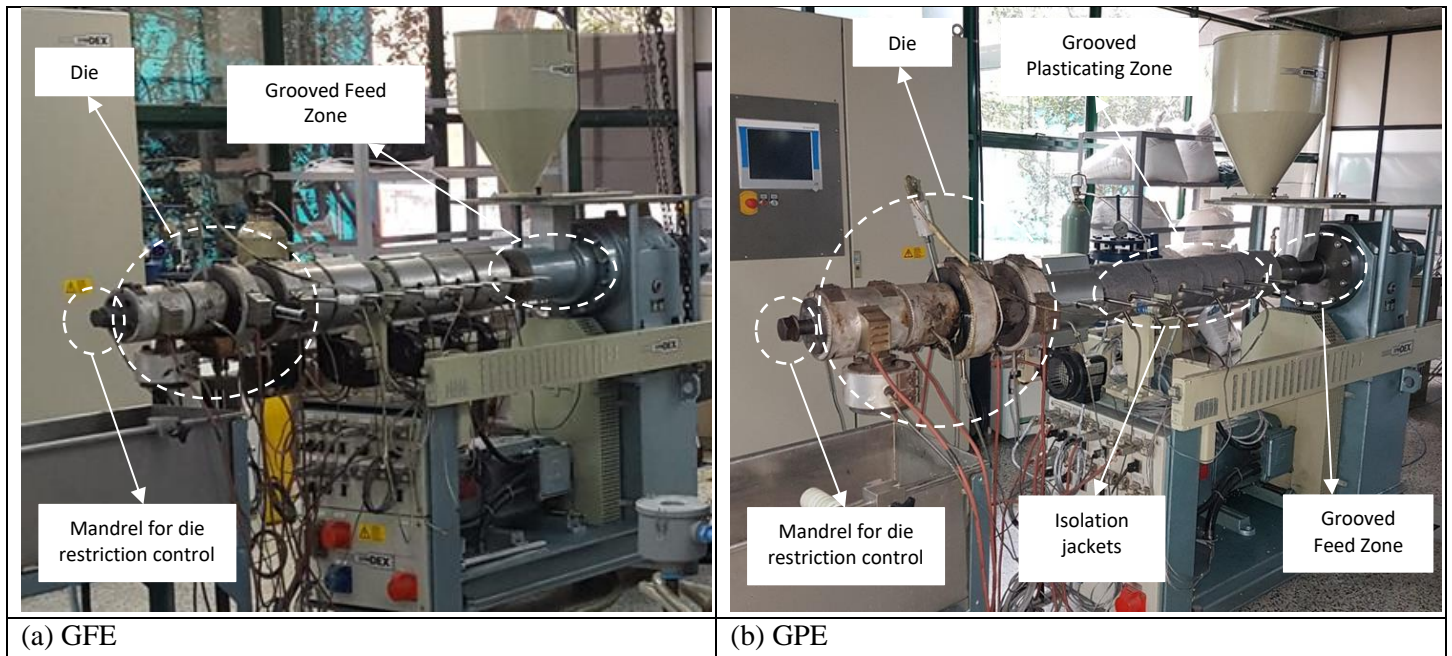 Die
Grooved Feed
Zone
Mandrel for die
restriction control
(a) GFE
Die
Grooved
Plasticating Zone
Mandrel for die
restriction control
Isolation
jackets
Grooved
Feed Zone
(b) GPE